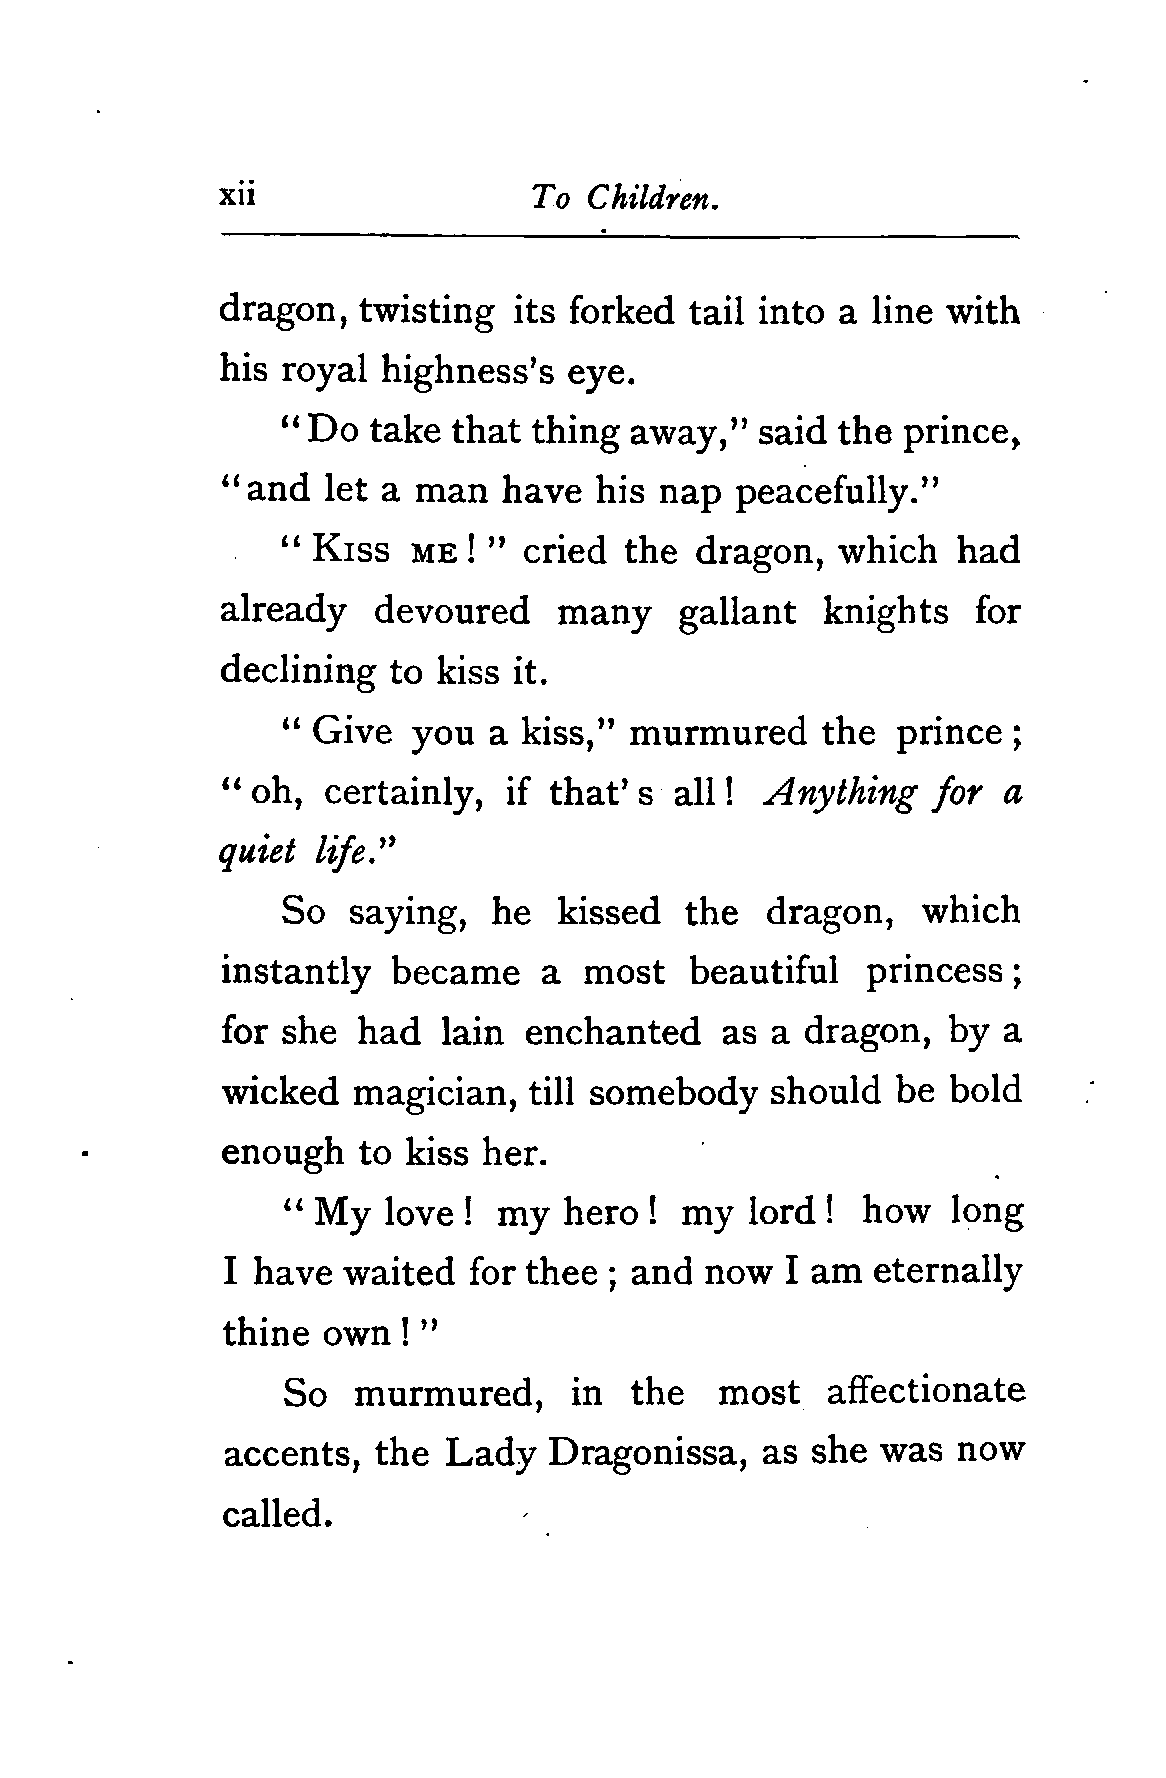 xii To Children.
dragon, twisting its forked tail into a line with
his royal highness's eye.
"Do take that thing away," said the prince,
"and let a man have his nap peacefully."
"Kiss ME!" cried the dragon, which had
already devoured many gallant knights for
declining to kiss it.
"Give you a kiss," murmured the prince;
"oh, certainly, if that's all! Anything for a
quiet life."
So saying, he kissed the dragon, which
instantly became a most beautiful princess;
for she had lain enchanted as a dragon, by a
wicked magician, till somebody should be bold
enough to kiss her.
"My love! my hero! my lord! how long
I have waited for thee; and now I am eternally
thine own!"
So murmured, in the most affectionate
accents, the Lady Dragonissa, as she was now
called.